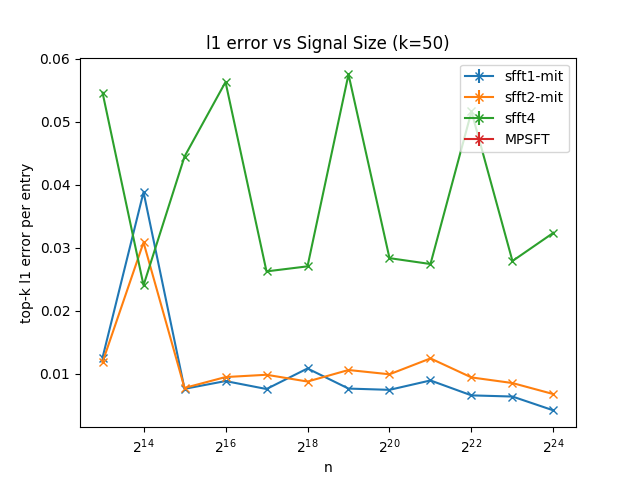 l1 error vs Signal Size (k=50)
top-k l1 error per entry
0.06
0.05
0.04
0.03
0.02
0.01
sfft1-mit
sfft2-mit
sfft4
MPSFT
2^14 2^16 2^18 2^20 2^22 2^24
n